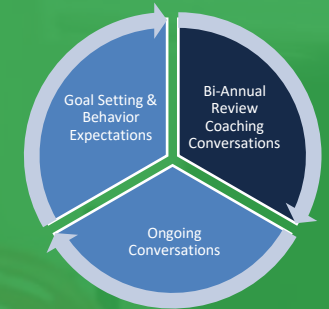 Goal Setting &
Behavior
Expectations
Bi-Annual
Review
Coaching
Conversations
Ongoing
Conversations